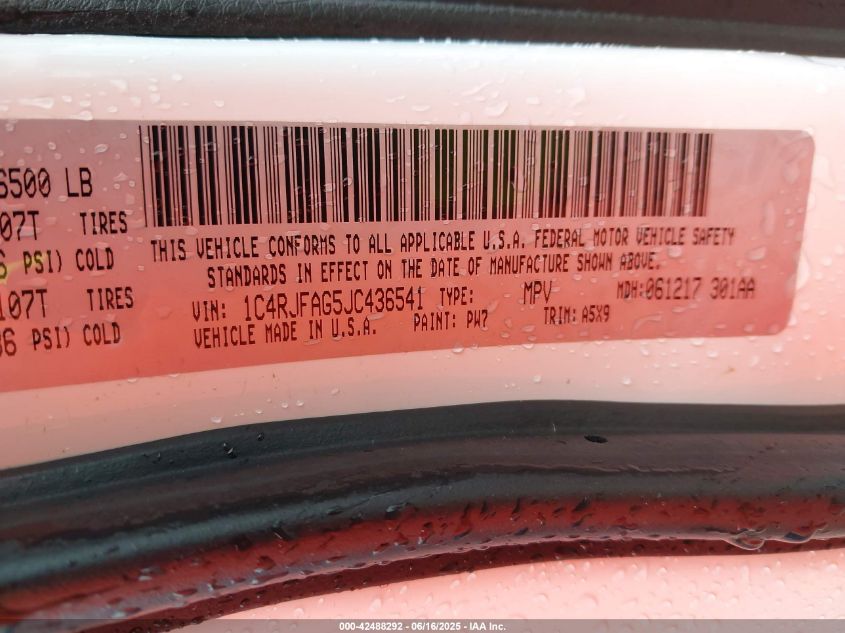 6500 LB
07T TIRES
6 PSI) COLD
107T TIRES
36 PSI) COLD
THIS VEHICLE CONFORMS TO ALL APPLICABLE U.S.A. FEDERAL MOTOR VEHICLE SAFETY
STANDARDS IN EFFECT ON THE DATE OF MANUFACTURE SHOWN ABOVE.
VIN: 1C4RJFAG5JC436541 TYPE: MPV MDH:061217 301AA
VEHICLE MADE IN U.S.A. PAINT: PW7 TRIM: A5X9
000-42488292 - 06/16/2025 - IAA Inc.